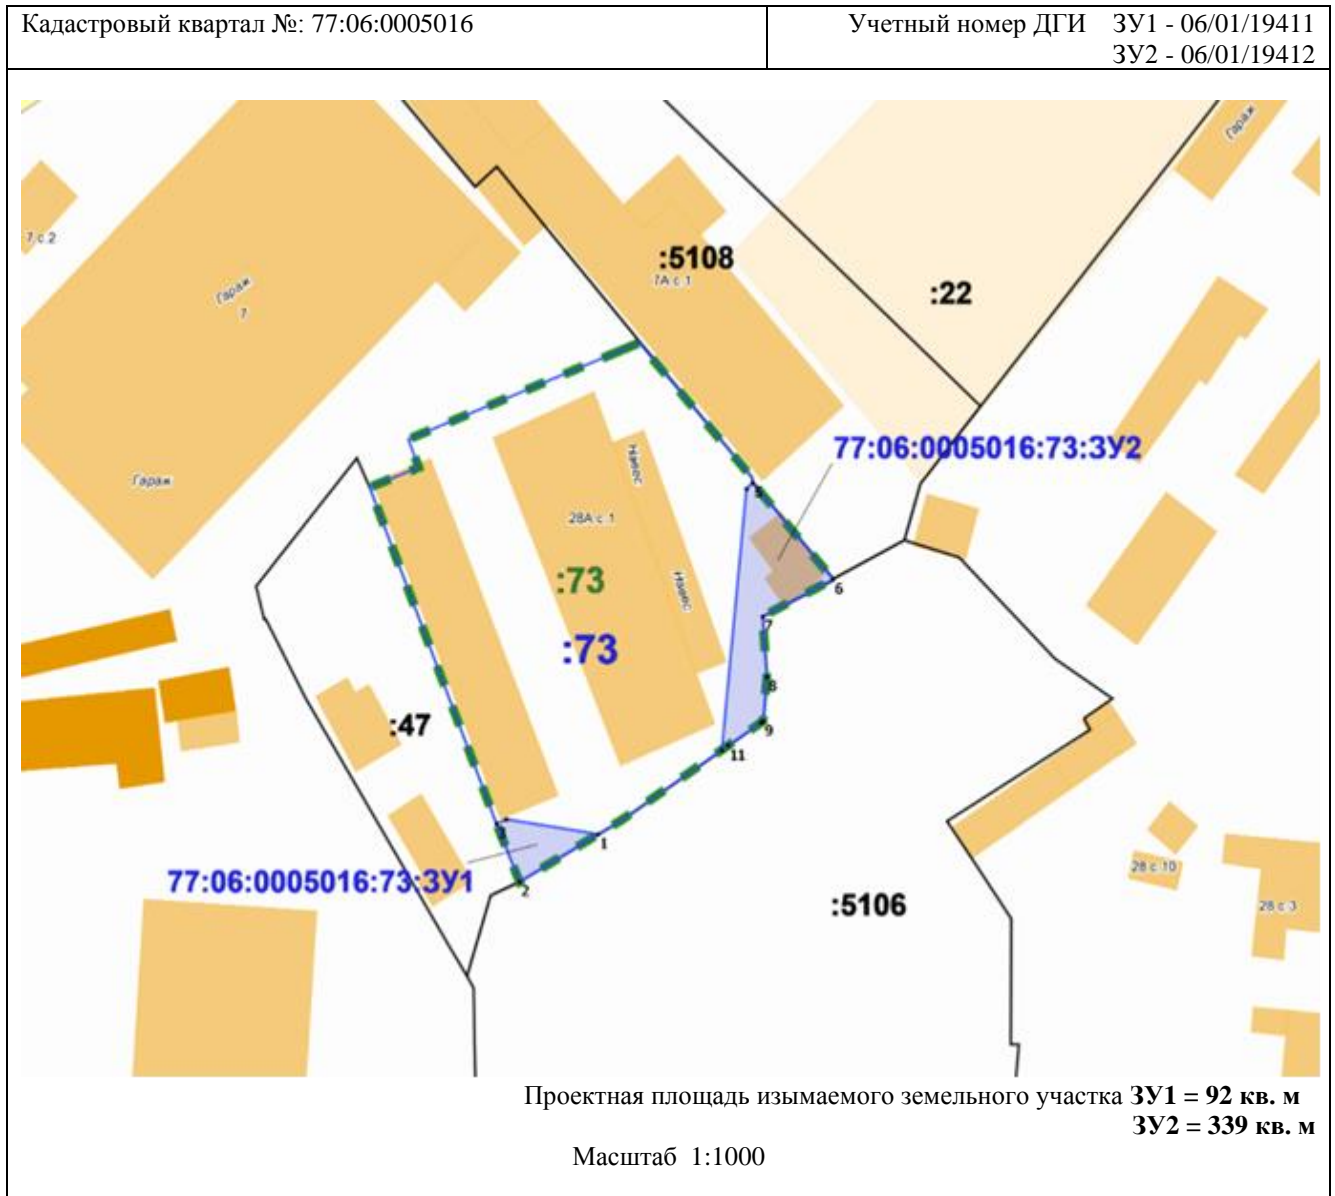 Кадастровый квартал №: 77:06:0005016
Учетный номер ДГИ ЗУ1 - 06/01/19411
ЗУ2 - 06/01/19412
Гараж
7 с 2
:5108
7А с 1
:22
Гараж
7
77:06:0005016:73:ЗУ2
Навес
Гараж
5
28А с 1
:73
Навес
6
7
:73
8
:47
9
11
1
77:06:0005016:73:ЗУ1
2
28 с 10
:5106
28 с 3
Проектная площадь изымаемого земельного участка ЗУ1 = 92 кв. м
ЗУ2 = 339 кв. м
Масштаб 1:1000